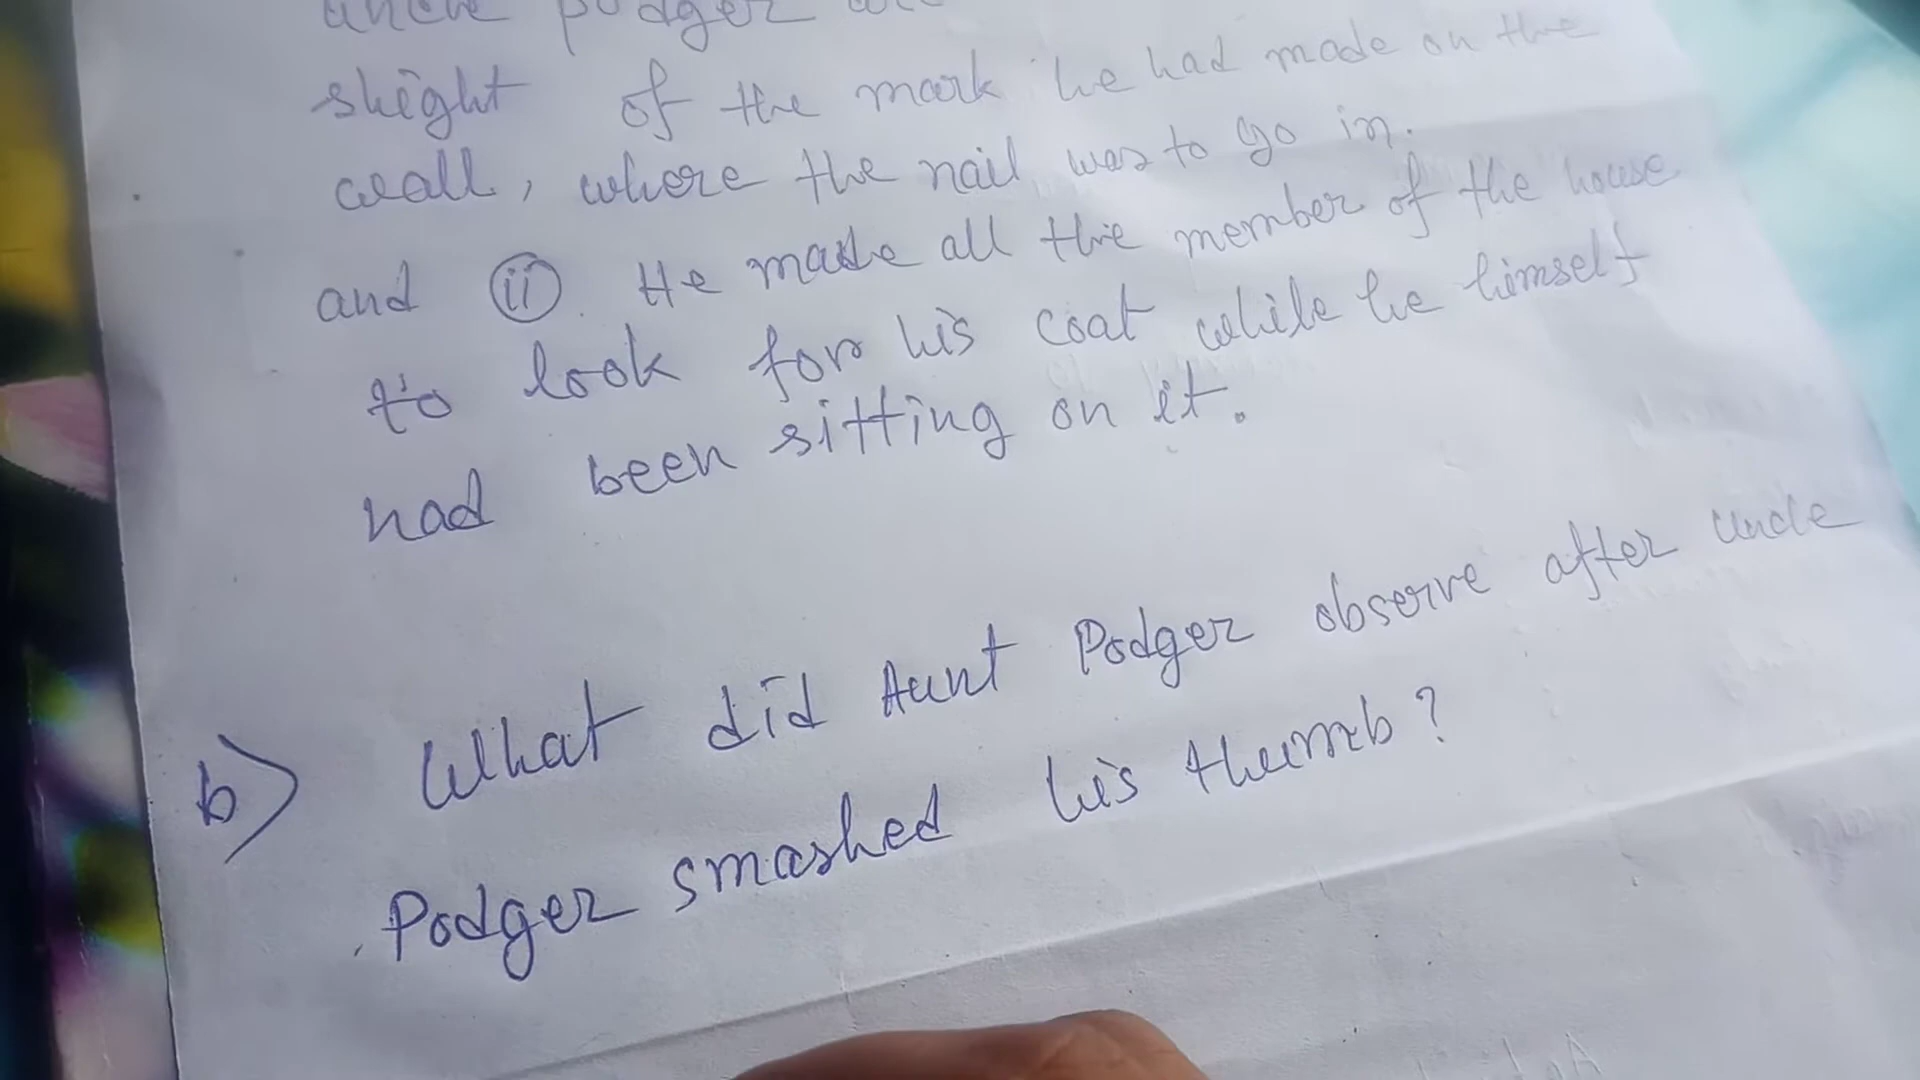 uncle podger
slight of the mark he had made on the
wall, where the nail was to go in.
and (ii). He made all the member of the house
to look for his coat while he himself
had been sitting on it.
b) What did Aunt Podger observe after uncle
Podger smashed his thumb?